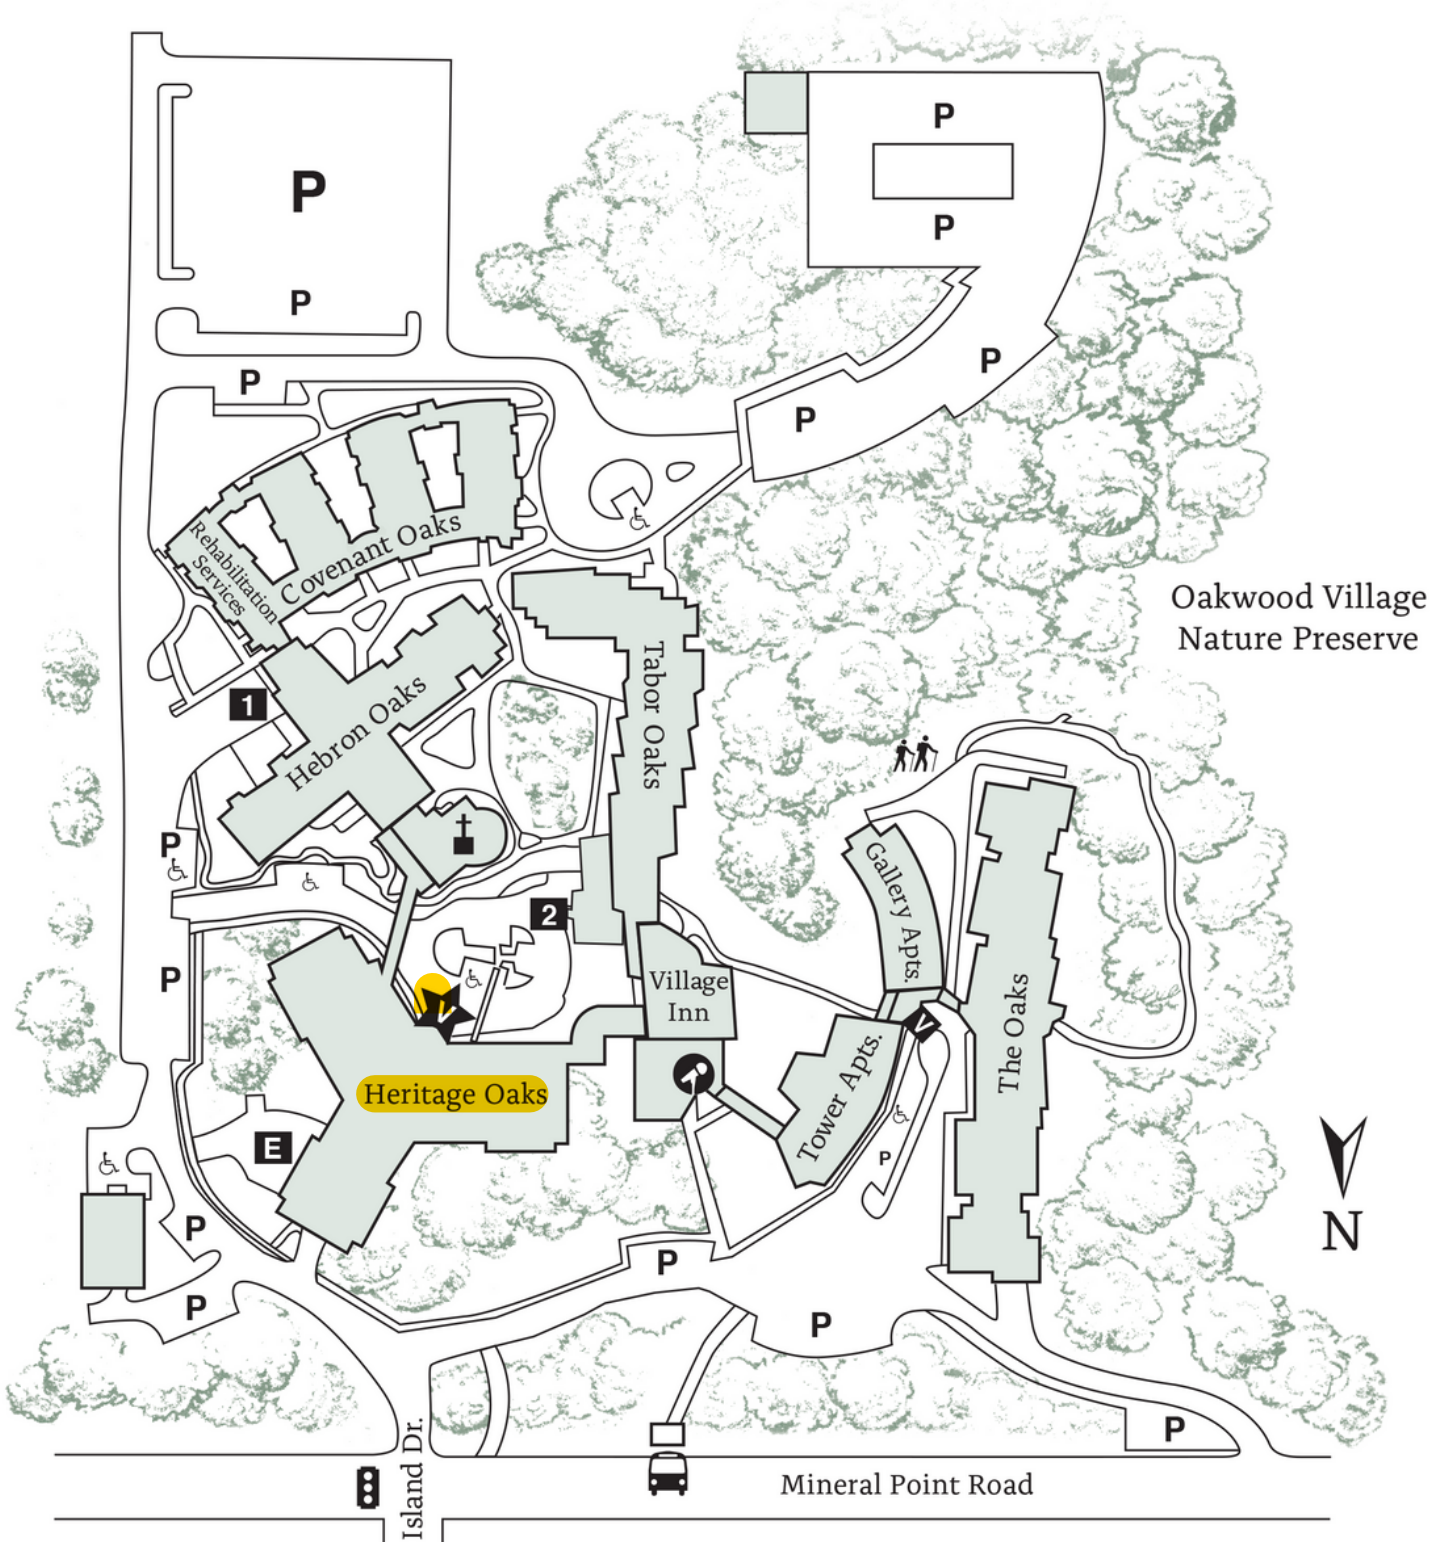 P
P
P
P
P
P
P
P
Rehabilitation
Services
Covenant Oaks
Oakwood Village
Nature Preserve
Tabor Oaks
1
Hebron Oaks
P
Gallery Apts.
2
P
Village
Inn
V
V
The Oaks
Heritage Oaks
Tower Apts.
E
P
N
P
P
P
P
P
Island Dr.
Mineral Point Road